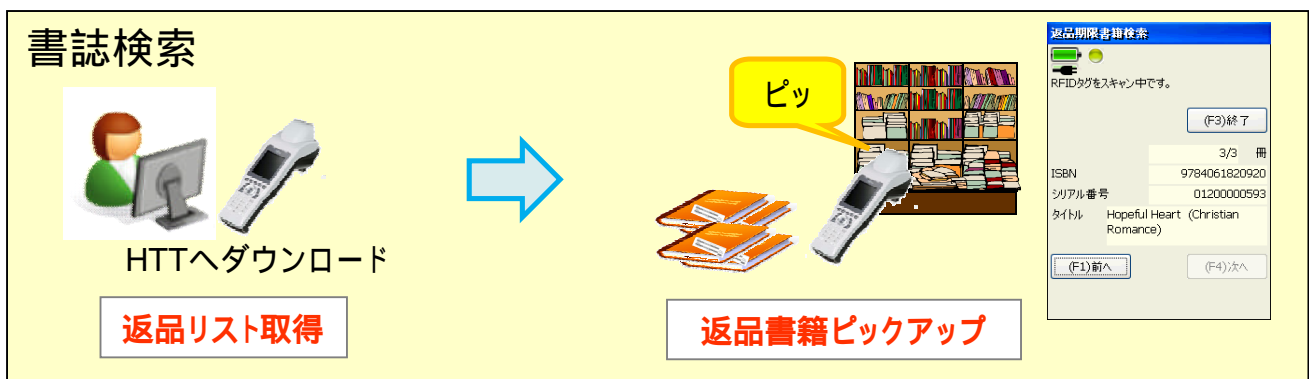 書誌検索
HTTへダウンロード
返品リスト取得
ピッ
返品書籍ピックアップ
返品期限書籍検索
RFIDタグをスキャン中です。
(F3)終了
3/3 冊
ISBN 9784061820920
シリアル番号 01200000593
タイトル Hopeful Heart (Christian
Romance)
(F1)前へ (F4)次へ